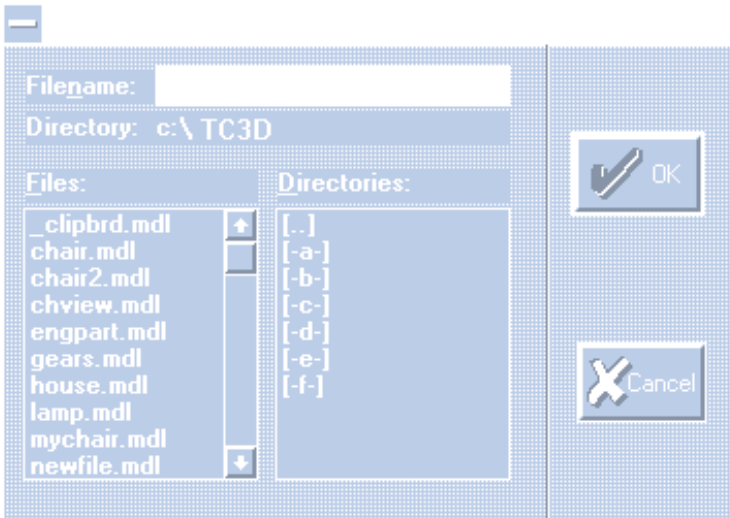 Filename:
Directory: c:\TC3D
Files:
_clipbrd.mdl
chair.mdl
chair2.mdl
chview.mdl
engpart.mdl
gears.mdl
house.mdl
lamp.mdl
mychair.mdl
newfile.mdl
Directories:
[..]
[-a-]
[-b-]
[-c-]
[-d-]
[-e-]
[-f-]
OK
Cancel